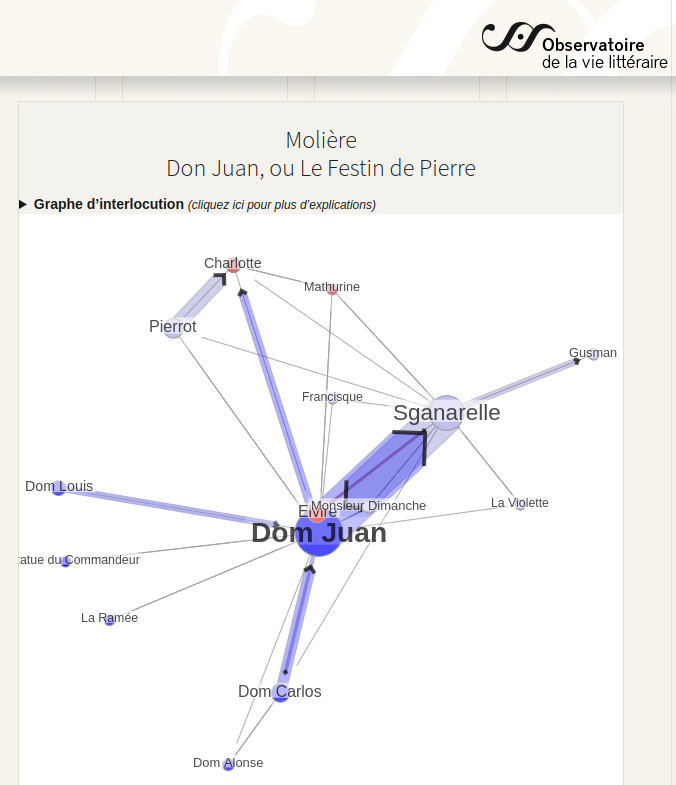 Observatoire
de la vie littéraire
Molière
Don Juan, ou Le Festin de Pierre
Graphe d'interlocution (cliquez ici pour plus d'explications)
Charlotte
Mathurine
Pierrot
Gusman
Francisque
Sganarelle
Dom Louis
Monsieur Dimanche
La Violette
Elvire
Dom Juan
tatue du Commandeur
La Ramée
Dom Carlos
Dom Alonse